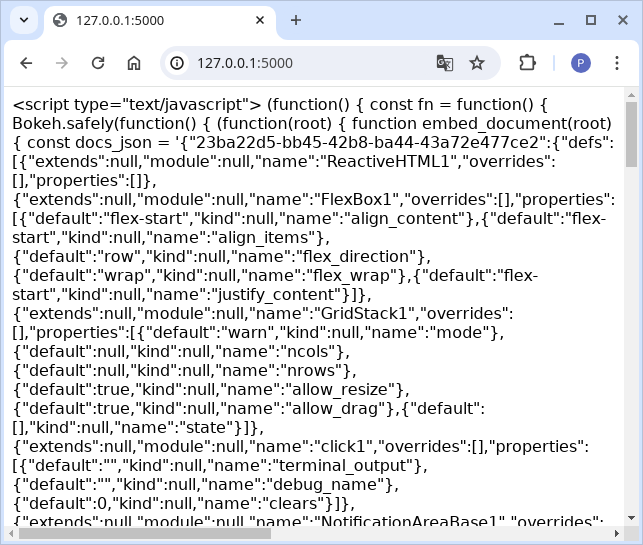 127.0.0.1:5000
127.0.0.1:5000
P
<script type="text/javascript"> (function() { const fn = function() {
Bokeh.safely(function() { (function(root) { function embed_document(root)
{ const docs_json = '{"23ba22d5-bb45-42b8-ba44-43a72e477ce2":{"defs":
[{"extends":null,"module":null,"name":"ReactiveHTML1","overrides":
[],"properties":[]},
{"extends":null,"module":null,"name":"FlexBox1","overrides":[],"properties":
[{"default":"flex-start","kind":null,"name":"align_content"},{"default":"flex-
start","kind":null,"name":"align_items"},
{"default":"row","kind":null,"name":"flex_direction"},
{"default":"wrap","kind":null,"name":"flex_wrap"},{"default":"flex-
start","kind":null,"name":"justify_content"}]},
{"extends":null,"module":null,"name":"GridStack1","overrides":
[],"properties":[{"default":"warn","kind":null,"name":"mode"},
{"default":null,"kind":null,"name":"ncols"},
{"default":null,"kind":null,"name":"nrows"},
{"default":true,"kind":null,"name":"allow_resize"},
{"default":true,"kind":null,"name":"allow_drag"},{"default":
[],"kind":null,"name":"state"}]},
{"extends":null,"module":null,"name":"click1","overrides":[],"properties":
[{"default":"","kind":null,"name":"terminal_output"},
{"default":"","kind":null,"name":"debug_name"},
{"default":0,"kind":null,"name":"clears"}]},
{"extends":null,"module":null,"name":"NotificationAreaBase1","overrides":